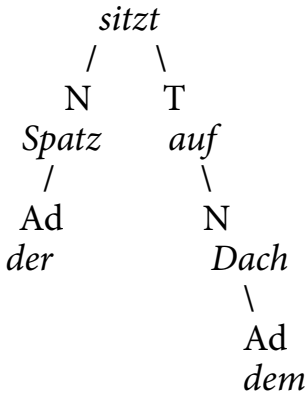 sitzt
/ \
N T
Spatz auf
/ \
Ad N
der Dach
\
Ad
dem